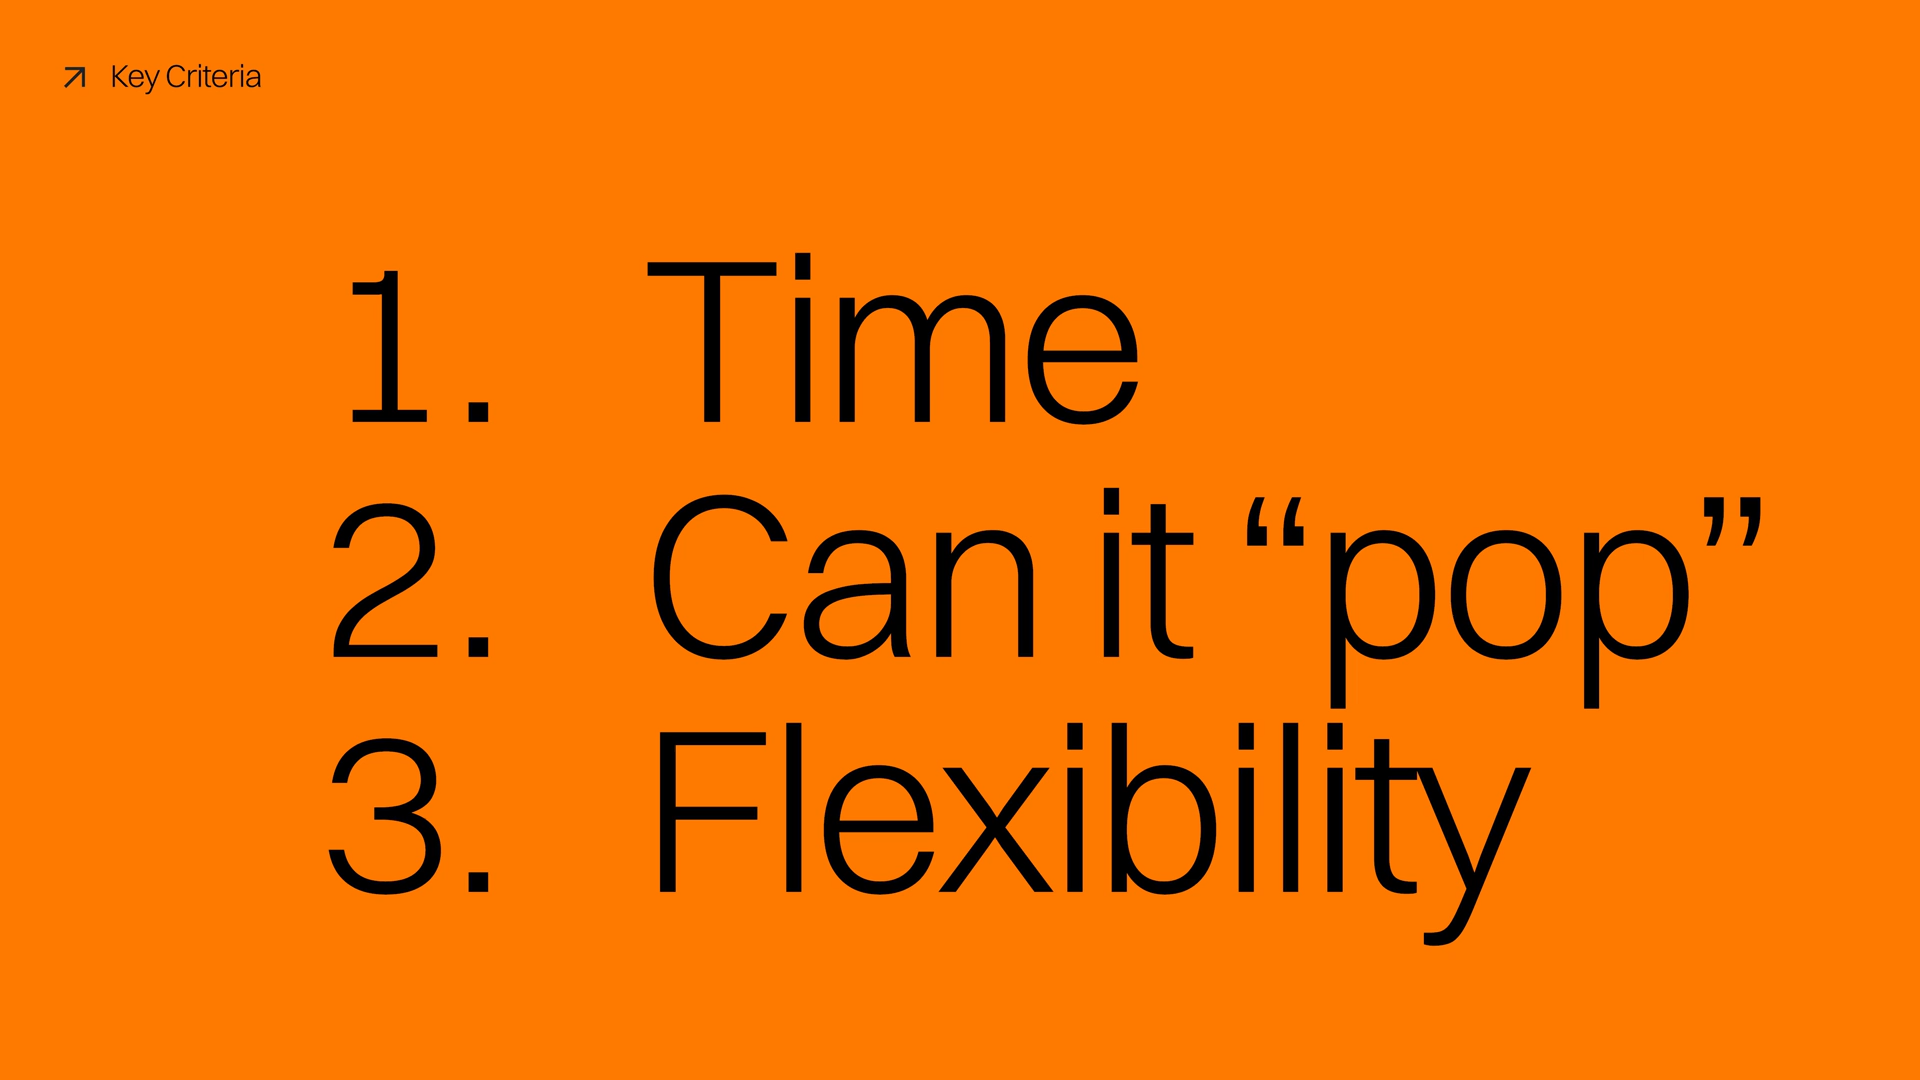 Key Criteria
1. Time
2. Can it “pop”
3. Flexibility